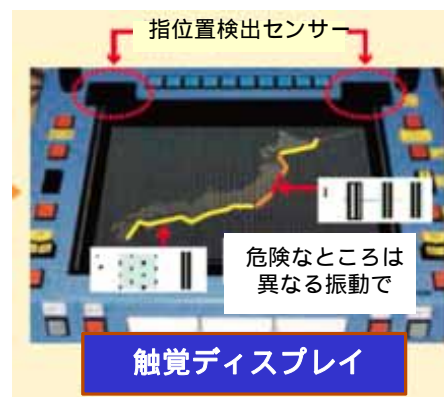 指位置検出センサー
危険なところは
異なる振動で
触覚ディスプレイ